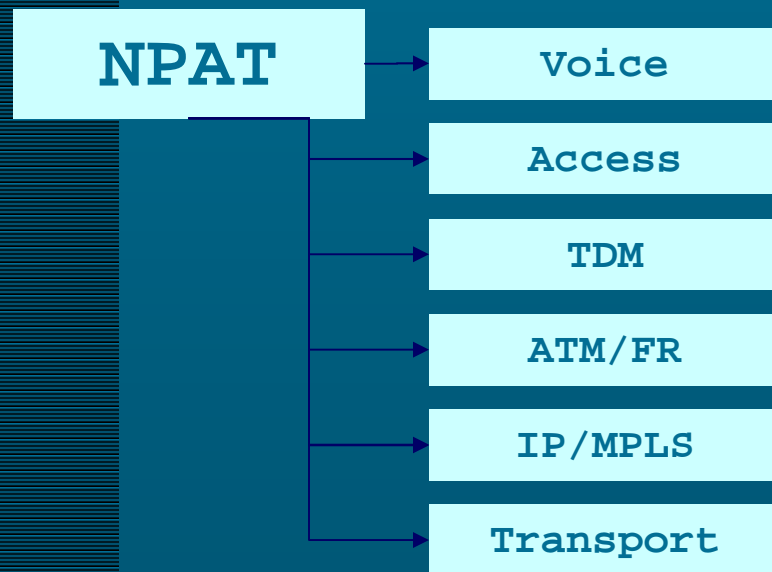 NPAT
Voice
Access
TDM
ATM/FR
IP/MPLS
Transport